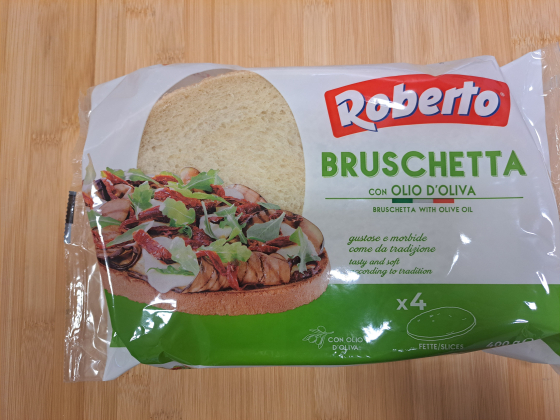 Roberto
BRUSCHETTA
CON OLIO D'OLIVA
BRUSCHETTA WITH OLIVE OIL
gustose e morbide
come da tradizione
tasty and soft
according to tradition
x4
FETTE/SLICES
CON OLIO
D'OLIVA